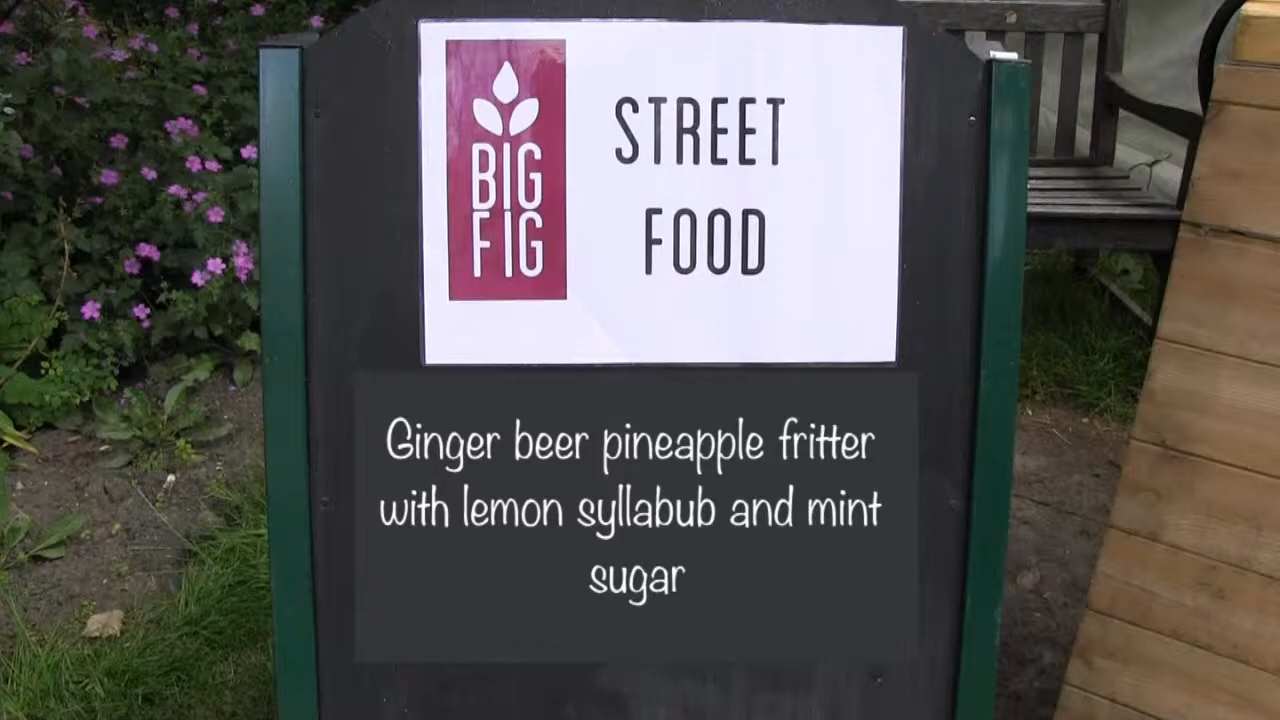 BIG
FIG
STREET
FOOD
Ginger beer pineapple fritter
with lemon syllabub and mint
sugar